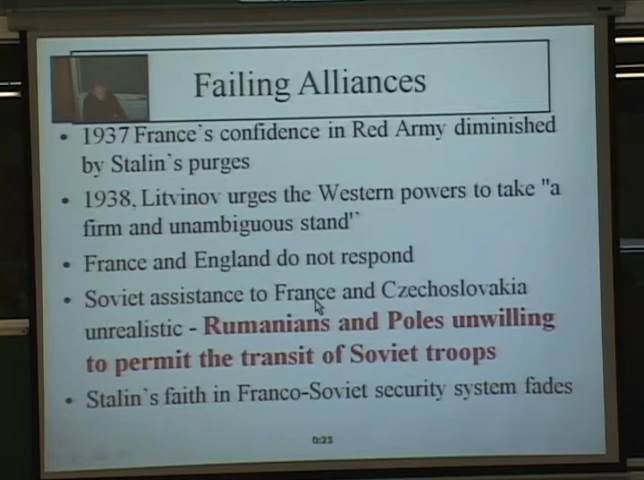 Failing Alliances
• 1937 France`s confidence in Red Army diminished
by Stalin`s purges
• 1938, Litvinov urges the Western powers to take "a
firm and unambiguous stand"
• France and England do not respond
• Soviet assistance to France and Czechoslovakia
unrealistic - Rumanians and Poles unwilling
to permit the transit of Soviet troops
• Stalin`s faith in Franco-Soviet security system fades
0:23